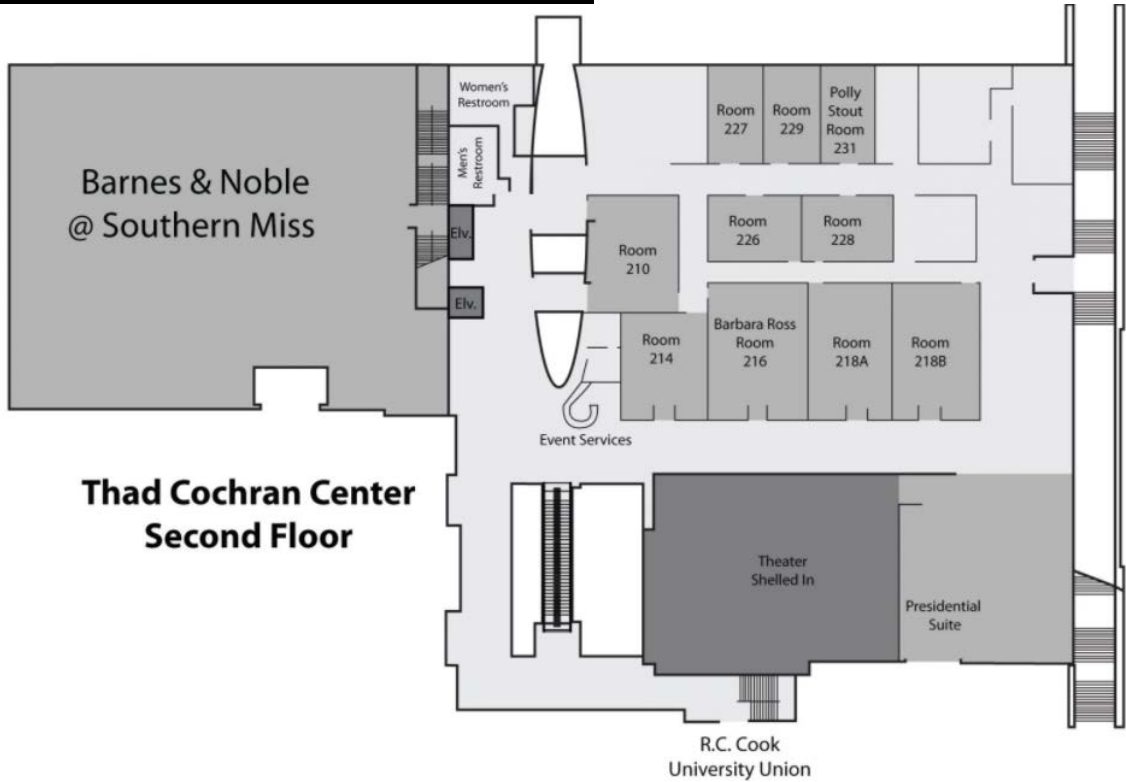 Women's
Restroom
Men's
Restroom
Barnes & Noble
@ Southern Miss
Elv.
Elv.
Room
227
Room
229
Polly
Stout
Room
231
Room
210
Room
226
Room
228
Room
214
Barbara Ross
Room
216
Room
218A
Room
218B
Event Services
Thad Cochran Center
Second Floor
Theater
Shelled In
Presidential
Suite
R.C. Cook
University Union